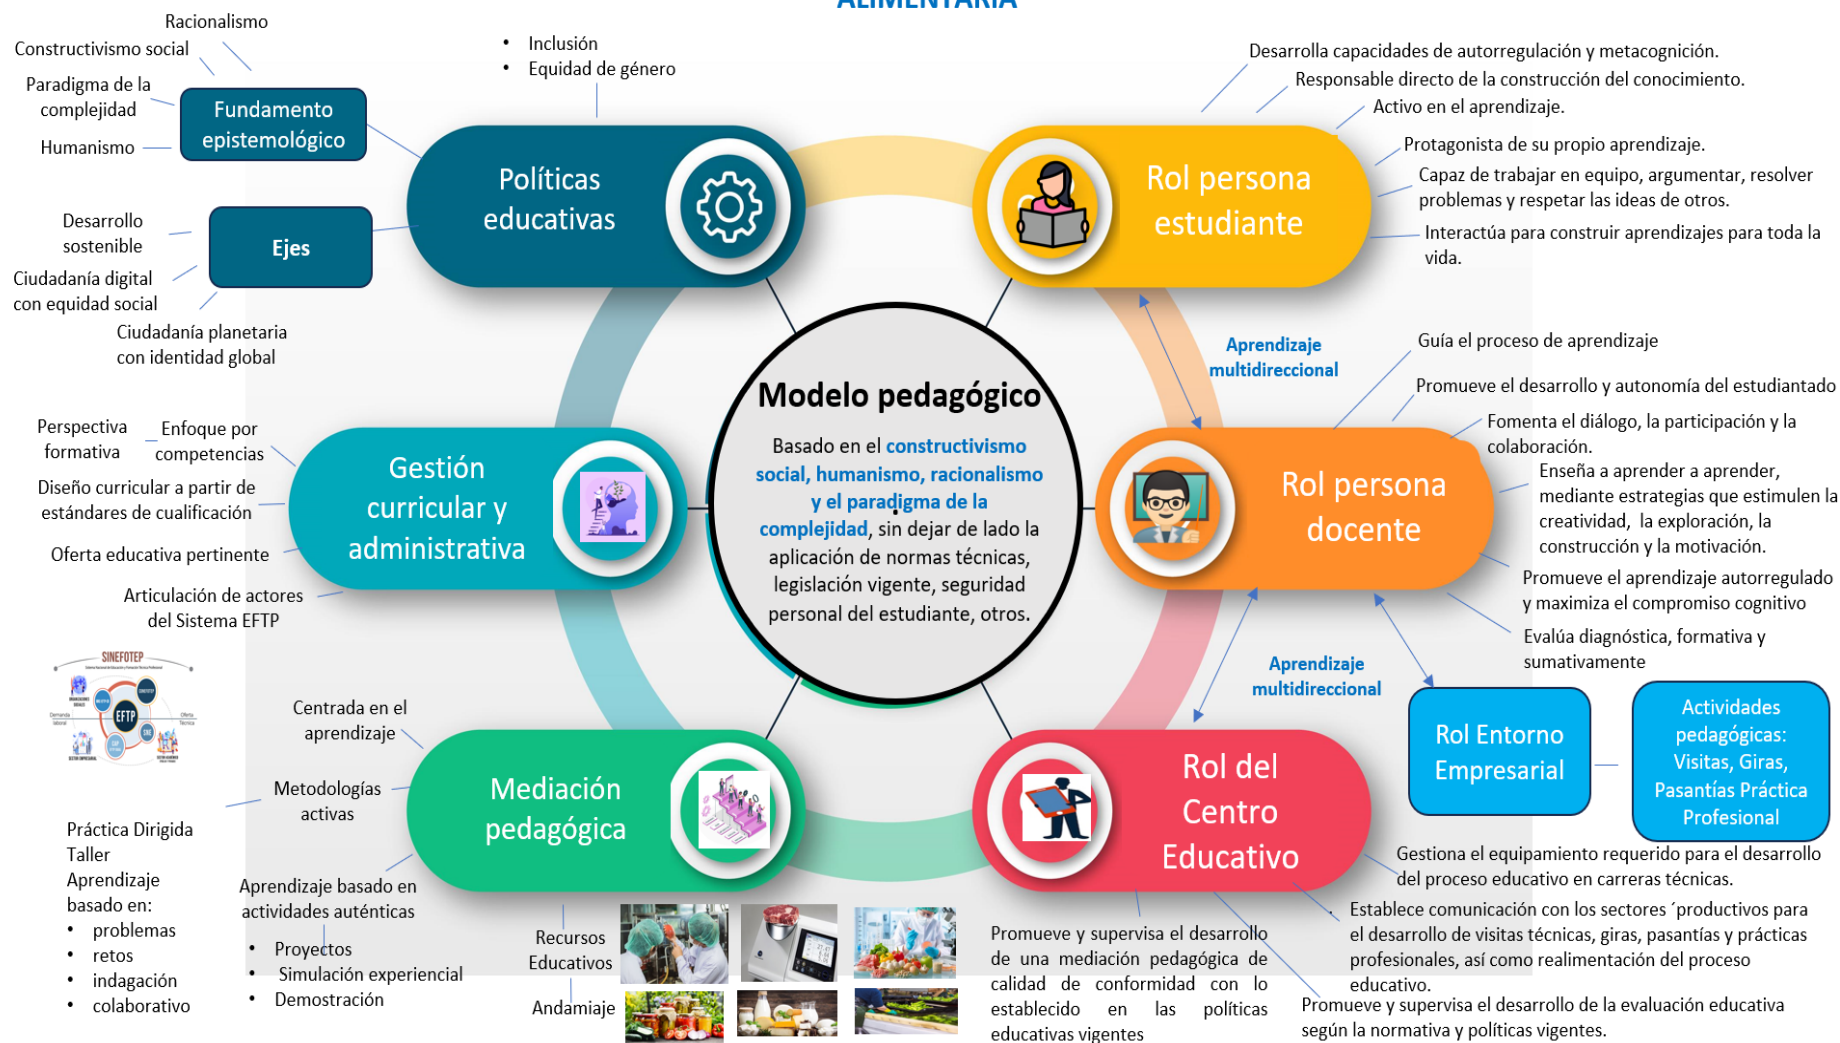 ALIMENTARIA
Racionalismo
Constructivismo social
Paradigma de la
complejidad
Humanismo
Fundamento
epistemológico
Desarrollo
sostenible
Ciudadanía digital
con equidad social
Ciudadanía planetaria
con identidad global
Ejes
• Inclusión
• Equidad de género
Políticas
educativas
Rol persona
estudiante
Desarrolla capacidades de autorregulación y metacognición.
Responsable directo de la construcción del conocimiento.
Activo en el aprendizaje.
Protagonista de su propio aprendizaje.
Capaz de trabajar en equipo, argumentar, resolver
problemas y respetar las ideas de otros.
Interactúa para construir aprendizajes para toda la
vida.
Aprendizaje
multidireccional
Modelo pedagógico
Basado en el constructivismo
social, humanismo, racionalismo
y el paradigma de la
complejidad, sin dejar de lado la
aplicación de normas técnicas,
legislación vigente, seguridad
personal del estudiante, otros.
Perspectiva
formativa
Enfoque por
competencias
Diseño curricular a partir de
estándares de cualificación
Oferta educativa pertinente
Articulación de actores
del Sistema EFTP
Gestión
curricular y
administrativa
Rol persona
docente
Guía el proceso de aprendizaje
Promueve el desarrollo y autonomía del estudiantado
Fomenta el diálogo, la participación y la
colaboración.
Enseña a aprender a aprender,
mediante estrategias que estimulen la
creatividad, la exploración, la
construcción y la motivación.
Promueve el aprendizaje autorregulado
y maximiza el compromiso cognitivo
Evalúa diagnóstica, formativa y
sumativamente
SINEFOTEP
EFTP
Demanda
laboral
Oferta
Técnica
Aprendizaje
multidireccional
Rol Entorno
Empresarial
Actividades
pedagógicas:
Visitas, Giras,
Pasantías Práctica
Profesional
Centrada en el
aprendizaje
Metodologías
activas
Práctica Dirigida
Taller
Aprendizaje
basado en:
• problemas
• retos
• indagación
• colaborativo
Aprendizaje basado en
actividades auténticas
• Proyectos
• Simulación experiencial
• Demostración
Mediación
pedagógica
Recursos
Educativos
Andamiaje
Rol del
Centro
Educativo
Promueve y supervisa el desarrollo
de una mediación pedagógica de
calidad de conformidad con lo
establecido en las políticas
educativas vigentes
Gestiona el equipamiento requerido para el desarrollo
del proceso educativo en carreras técnicas.
Establece comunicación con los sectores ´productivos para
el desarrollo de visitas técnicas, giras, pasantías y prácticas
profesionales, así como realimentación del proceso
educativo.
Promueve y supervisa el desarrollo de la evaluación educativa
según la normativa y políticas vigentes.